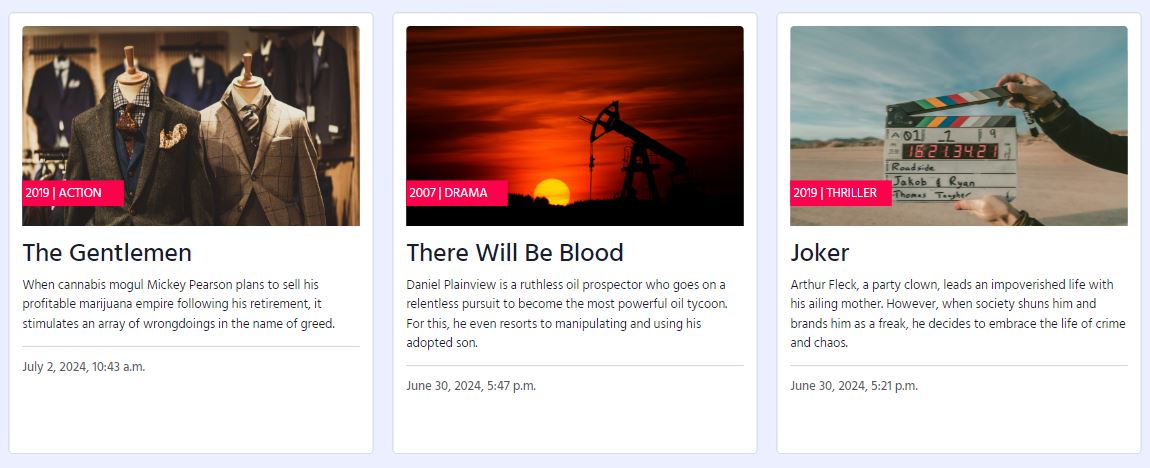 2019 | ACTION
The Gentlemen
When cannabis mogul Mickey Pearson plans to sell his
profitable marijuana empire following his retirement, it
stimulates an array of wrongdoings in the name of greed.
July 2, 2024, 10:43 a.m.
2007 | DRAMA
There Will Be Blood
Daniel Plainview is a ruthless oil prospector who goes on a
relentless pursuit to become the most powerful oil tycoon.
For this, he even resorts to manipulating and using his
adopted son.
June 30, 2024, 5:47 p.m.
A 01 1 9
16:21:34:21
Roadside
Jakob & Ryan
Thomas
2019 | THRILLER
Joker
Arthur Fleck, a party clown, leads an impoverished life with
his ailing mother. However, when society shuns him and
brands him as a freak, he decides to embrace the life of crime
and chaos.
June 30, 2024, 5:21 p.m.